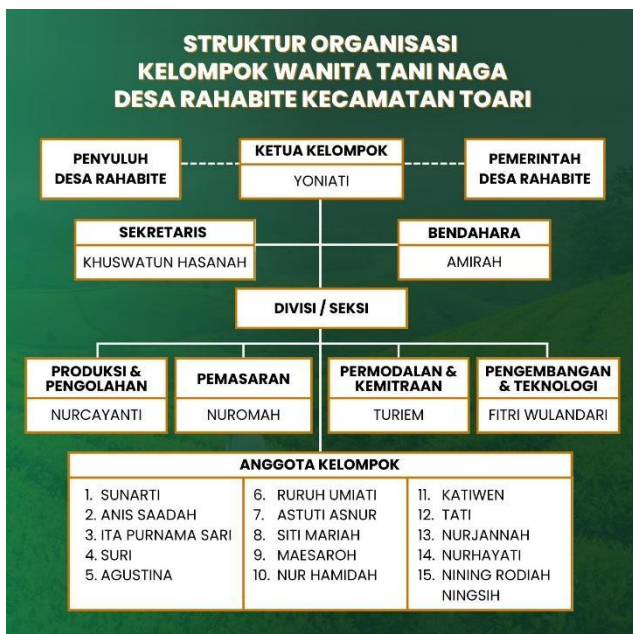 STRUKTUR ORGANISASI
KELOMPOK WANITA TANI NAGA
DESA RAHABITE KECAMATAN TOARI
PENYULUH
DESA RAHABITE
KETUA KELOMPOK
YONIATI
PEMERINTAH
DESA RAHABITE
SEKRETARIS
KHUSWATUN HASANAH
BENDAHARA
AMIRAH
DIVISI / SEKSI
PRODUKSI &
PENGOLAHAN
NURCAYANTI
PEMASARAN
NUROMAH
PERMODALAN &
KEMITRAAN
TURIEM
PENGEMBANGAN
& TEKNOLOGI
FITRI WULANDARI
ANGGOTA KELOMPOK
1. SUNARTI
2. ANIS SAADAH
3. ITA PURNAMA SARI
4. SURI
5. AGUSTINA
6. RURUH UMIATI
7. ASTUTI ASNUR
8. SITI MARIAH
9. MAESAROH
10. NUR HAMIDAH
11. KATIWEN
12. TATI
13. NURJANNAH
14. NURHAYATI
15. NINING RODIAH
NINGSIH